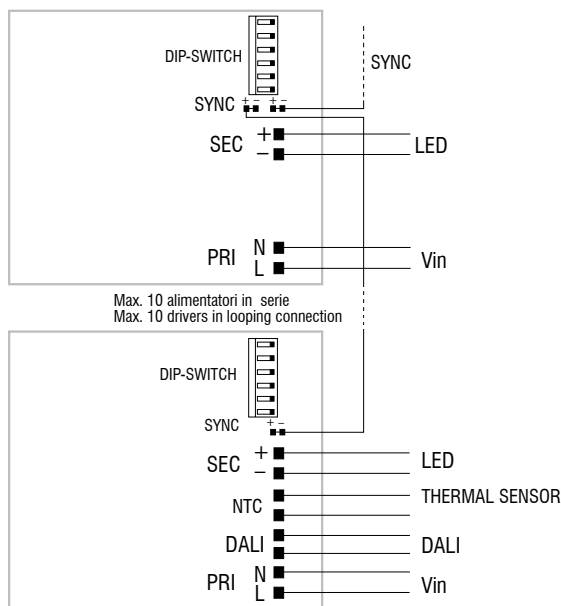 DIP-SWITCH
SYNC
SYNC + − + −
SEC + − LED
PRI N L Vin
Max. 10 alimentatori in serie
Max. 10 drivers in looping connection
DIP-SWITCH
SYNC + −
SEC + − LED
NTC THERMAL SENSOR
DALI DALI
PRI N L Vin